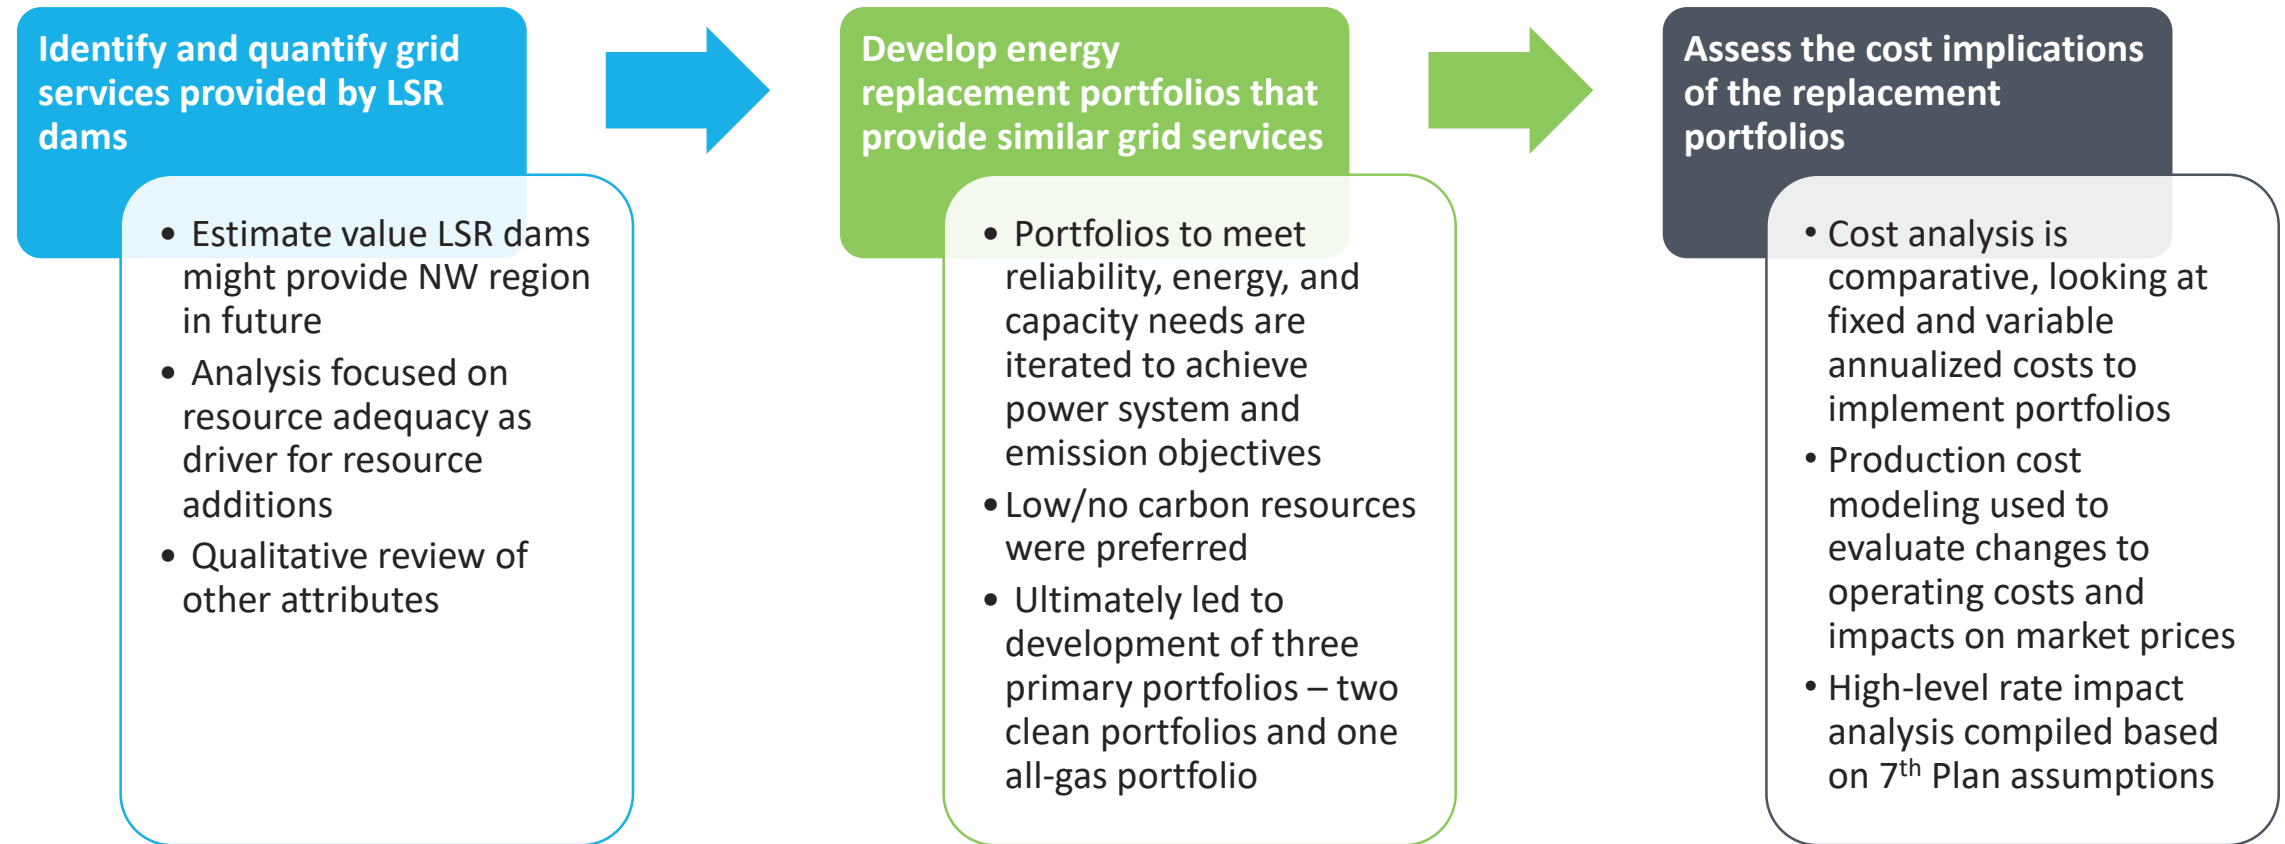 Identify and quantify grid
services provided by LSR
dams
• Estimate value LSR dams
might provide NW region
in future
• Analysis focused on
resource adequacy as
driver for resource
additions
• Qualitative review of
other attributes
Develop energy
replacement portfolios that
provide similar grid services
• Portfolios to meet
reliability, energy, and
capacity needs are
iterated to achieve
power system and
emission objectives
• Low/no carbon resources
were preferred
• Ultimately led to
development of three
primary portfolios – two
clean portfolios and one
all-gas portfolio
Assess the cost implications
of the replacement
portfolios
• Cost analysis is
comparative, looking at
fixed and variable
annualized costs to
implement portfolios
• Production cost
modeling used to
evaluate changes to
operating costs and
impacts on market prices
• High-level rate impact
analysis compiled based
on 7th Plan assumptions